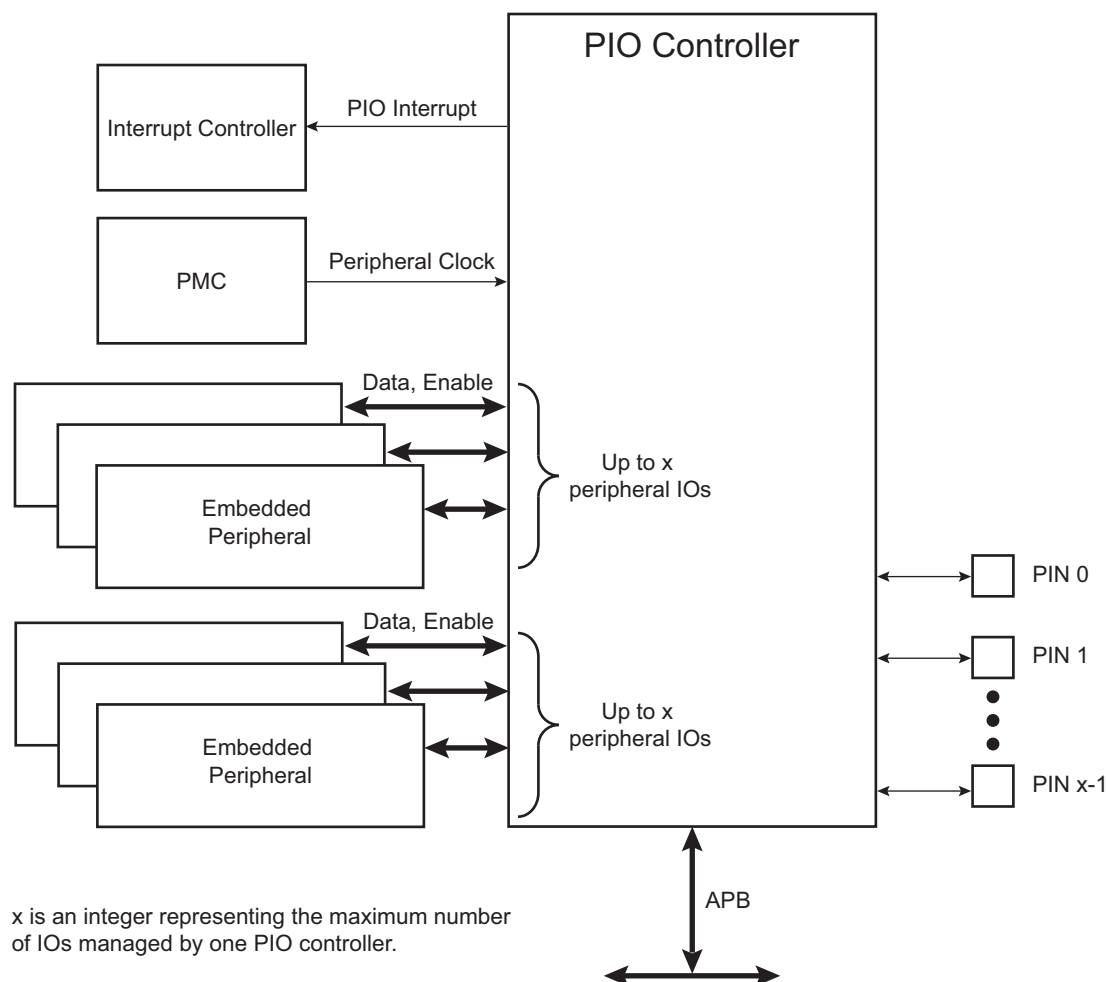 PIO Controller
PIO Interrupt
Interrupt Controller
Peripheral Clock
PMC
Data, Enable
Up to x
peripheral IOs
Embedded
Peripheral
PIN 0
Data, Enable
PIN 1
Up to x
peripheral IOs
Embedded
Peripheral
PIN x-1
APB
x is an integer representing the maximum number
of IOs managed by one PIO controller.